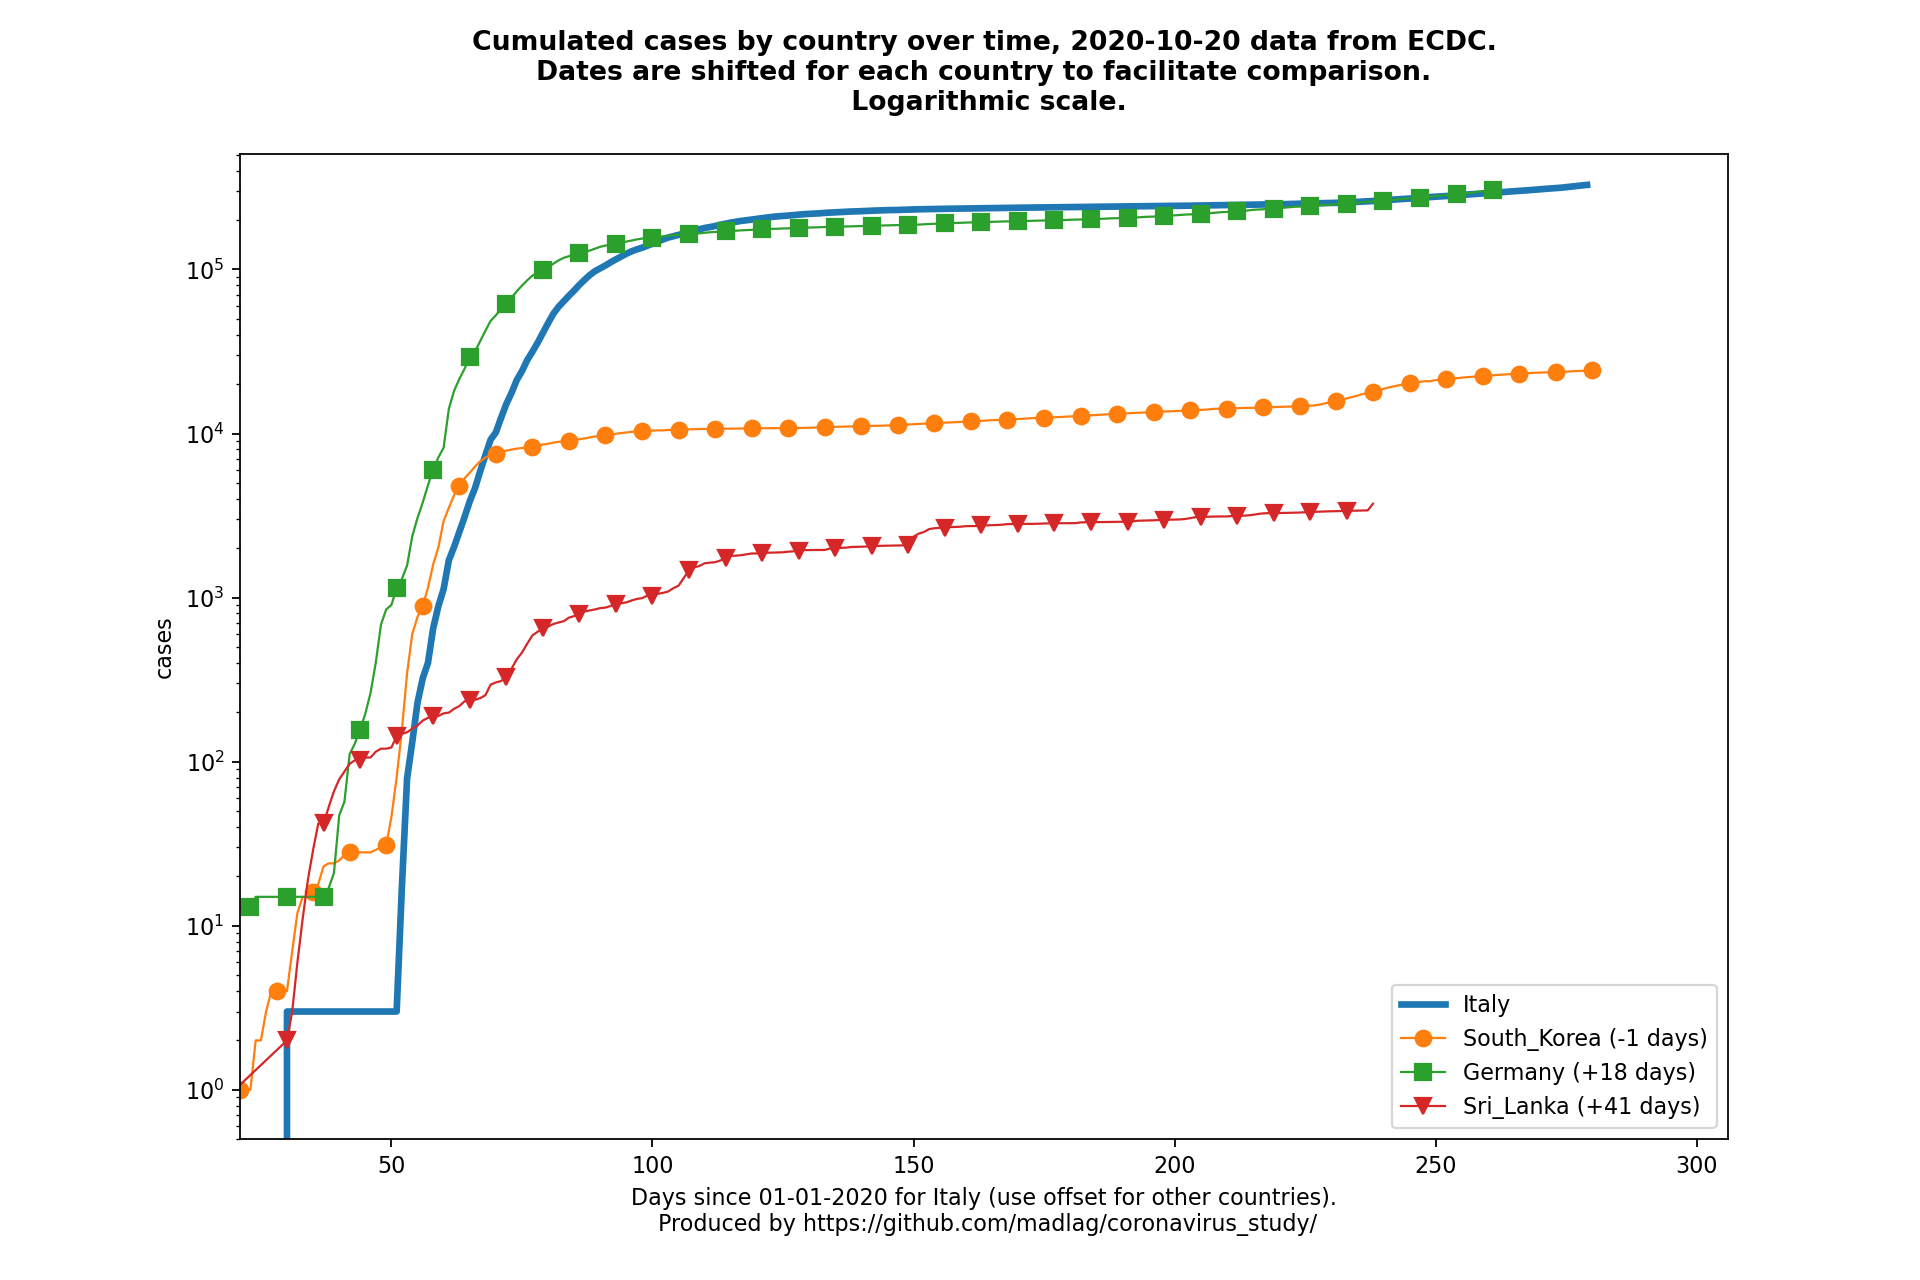 Cumulated cases by country over time, 2020-10-20 data from ECDC.
Dates are shifted for each country to facilitate comparison.
Logarithmic scale.
10^5
10^4
10^3
10^2
10^1
10^0
cases
Italy
South_Korea (-1 days)
Germany (+18 days)
Sri_Lanka (+41 days)
50 100 150 200 250 300
Days since 01-01-2020 for Italy (use offset for other countries).
Produced by https://github.com/madlag/coronavirus_study/